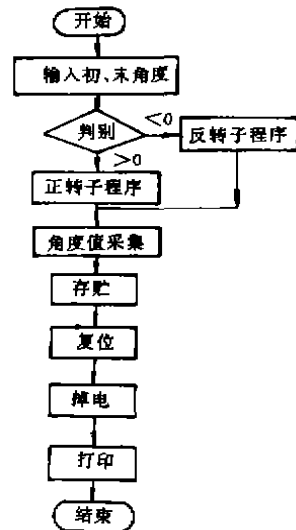 开始
输入初、末角度
判别
<0
反转子程序
>0
正转子程序
角度值采集
存贮
复位
掉电
打印
结束